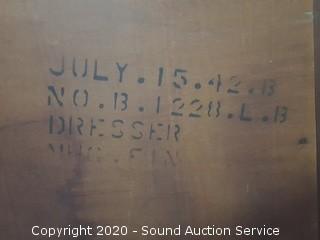 JULY.15.42.B
NO.B.1228.L.B
DRESSER
Copyright 2020 - Sound Auction Service